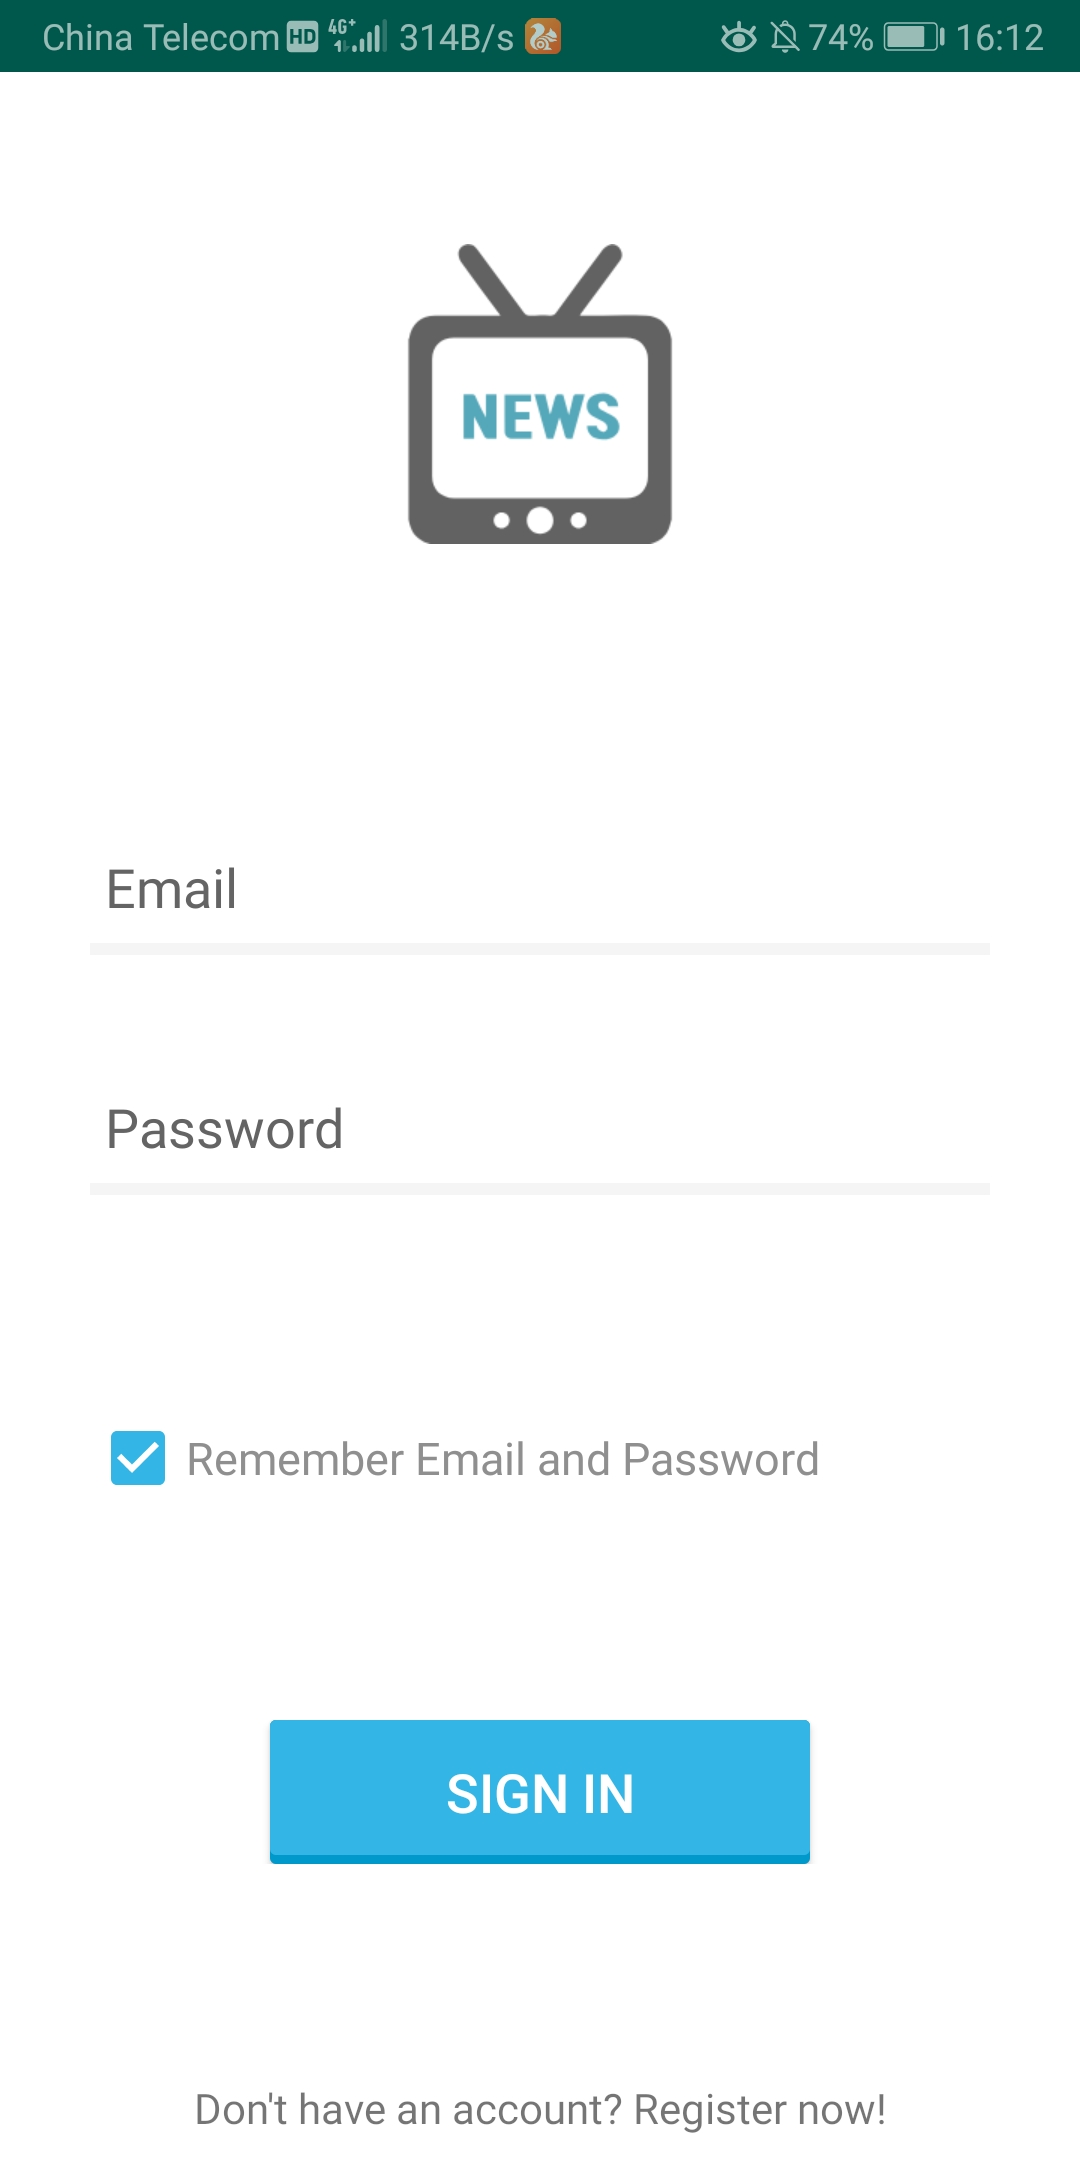 China Telecom HD 4G+ 1 314B/s 74% 16:12
NEWS
Email
Password
Remember Email and Password
SIGN IN
Don't have an account? Register now!